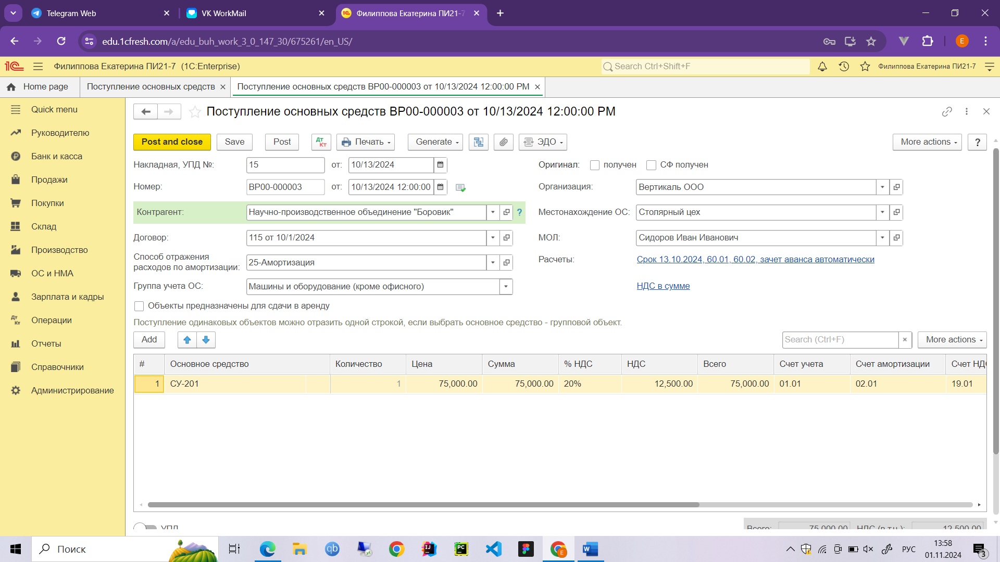 Telegram Web
VK WorkMail
Филиппова Екатерина ПИ21-7
edu.1cfresh.com/a/edu_buh_work_3_0_147_30/675261/en_US/
E
Филиппова Екатерина ПИ21-7 (1C:Enterprise)
Search Ctrl+Shift+F
Филиппова Екатерина ПИ21-7
Home page
Поступление основных средств
Поступление основных средств ВР00-000003 от 10/13/2024 12:00:00 PM
Quick menu
Руководителю
Банк и касса
Продажи
Покупки
Склад
Производство
ОС и НМА
Зарплата и кадры
Операции
Отчеты
Справочники
Администрирование
Поступление основных средств ВР00-000003 от 10/13/2024 12:00:00 PM
Post and close
Save
Post
Дт Кт
Печать
Generate
ЭДО
More actions
?
Накладная, УПД №:
15
от:
10/13/2024
Оригинал:
получен
СФ получен
Номер:
ВР00-000003
от:
10/13/2024 12:00:00
Организация:
Вертикаль ООО
Контрагент:
Научно-производственное объединение "Боровик"
?
Местонахождение ОС:
Столярный цех
Договор:
115 от 10/1/2024
МОЛ:
Сидоров Иван Иванович
Способ отражения
расходов по амортизации:
25-Амортизация
Расчеты:
Срок 13.10.2024, 60.01, 60.02, зачет аванса автоматически
Группа учета ОС:
Машины и оборудование (кроме офисного)
НДС в сумме
Объекты предназначены для сдачи в аренду
Поступление одинаковых объектов можно отразить одной строкой, если выбрать основное средство - групповой объект.
Add
Search (Ctrl+F)
×
More actions
# Основное средство Количество Цена Сумма % НДС НДС Всего Счет учета Счет амортизации Счет НДС
1 СУ-201 1 75,000.00 75,000.00 20% 12,500.00 75,000.00 01.01 02.01 19.01
УПД
Всего: 75,000.00 НДС (в т.ч.): 12,500.00
Поиск
РУС
13:58
01.11.2024
3